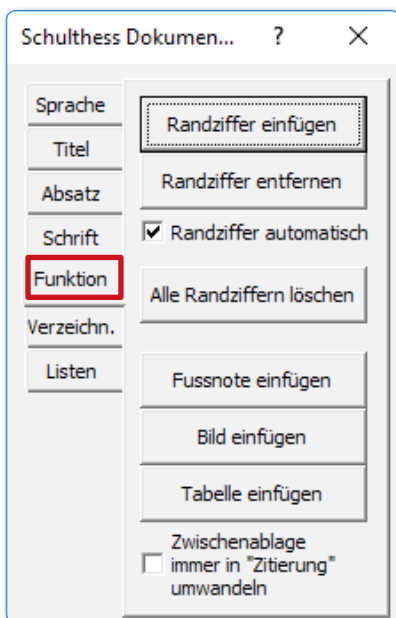 Schulthess Dokumen... ?
Sprache
Titel
Absatz
Schrift
Funktion
Verzeichn.
Listen
Randziffer einfügen
Randziffer entfernen
Randziffer automatisch
Alle Randziffern löschen
Fussnote einfügen
Bild einfügen
Tabelle einfügen
Zwischenablage
immer in "Zitierung"
umwandeln